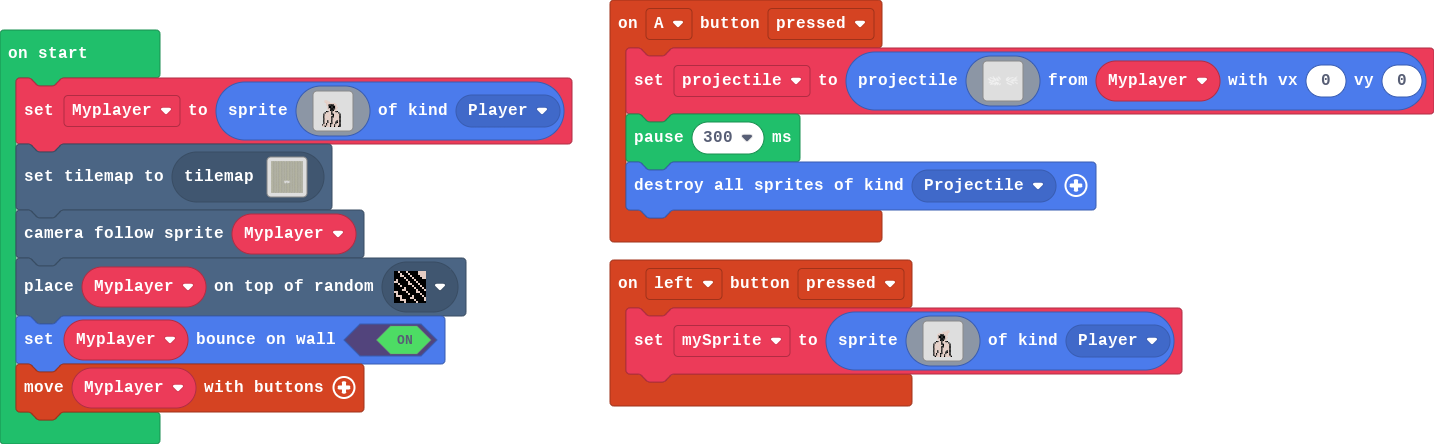 on start
set Myplayer to sprite of kind Player
set tilemap to tilemap
camera follow sprite Myplayer
place Myplayer on top of random
set Myplayer bounce on wall ON
move Myplayer with buttons
on A button pressed
set projectile to projectile from Myplayer with vx 0 vy 0
pause 300 ms
destroy all sprites of kind Projectile
on left button pressed
set mySprite to sprite of kind Player